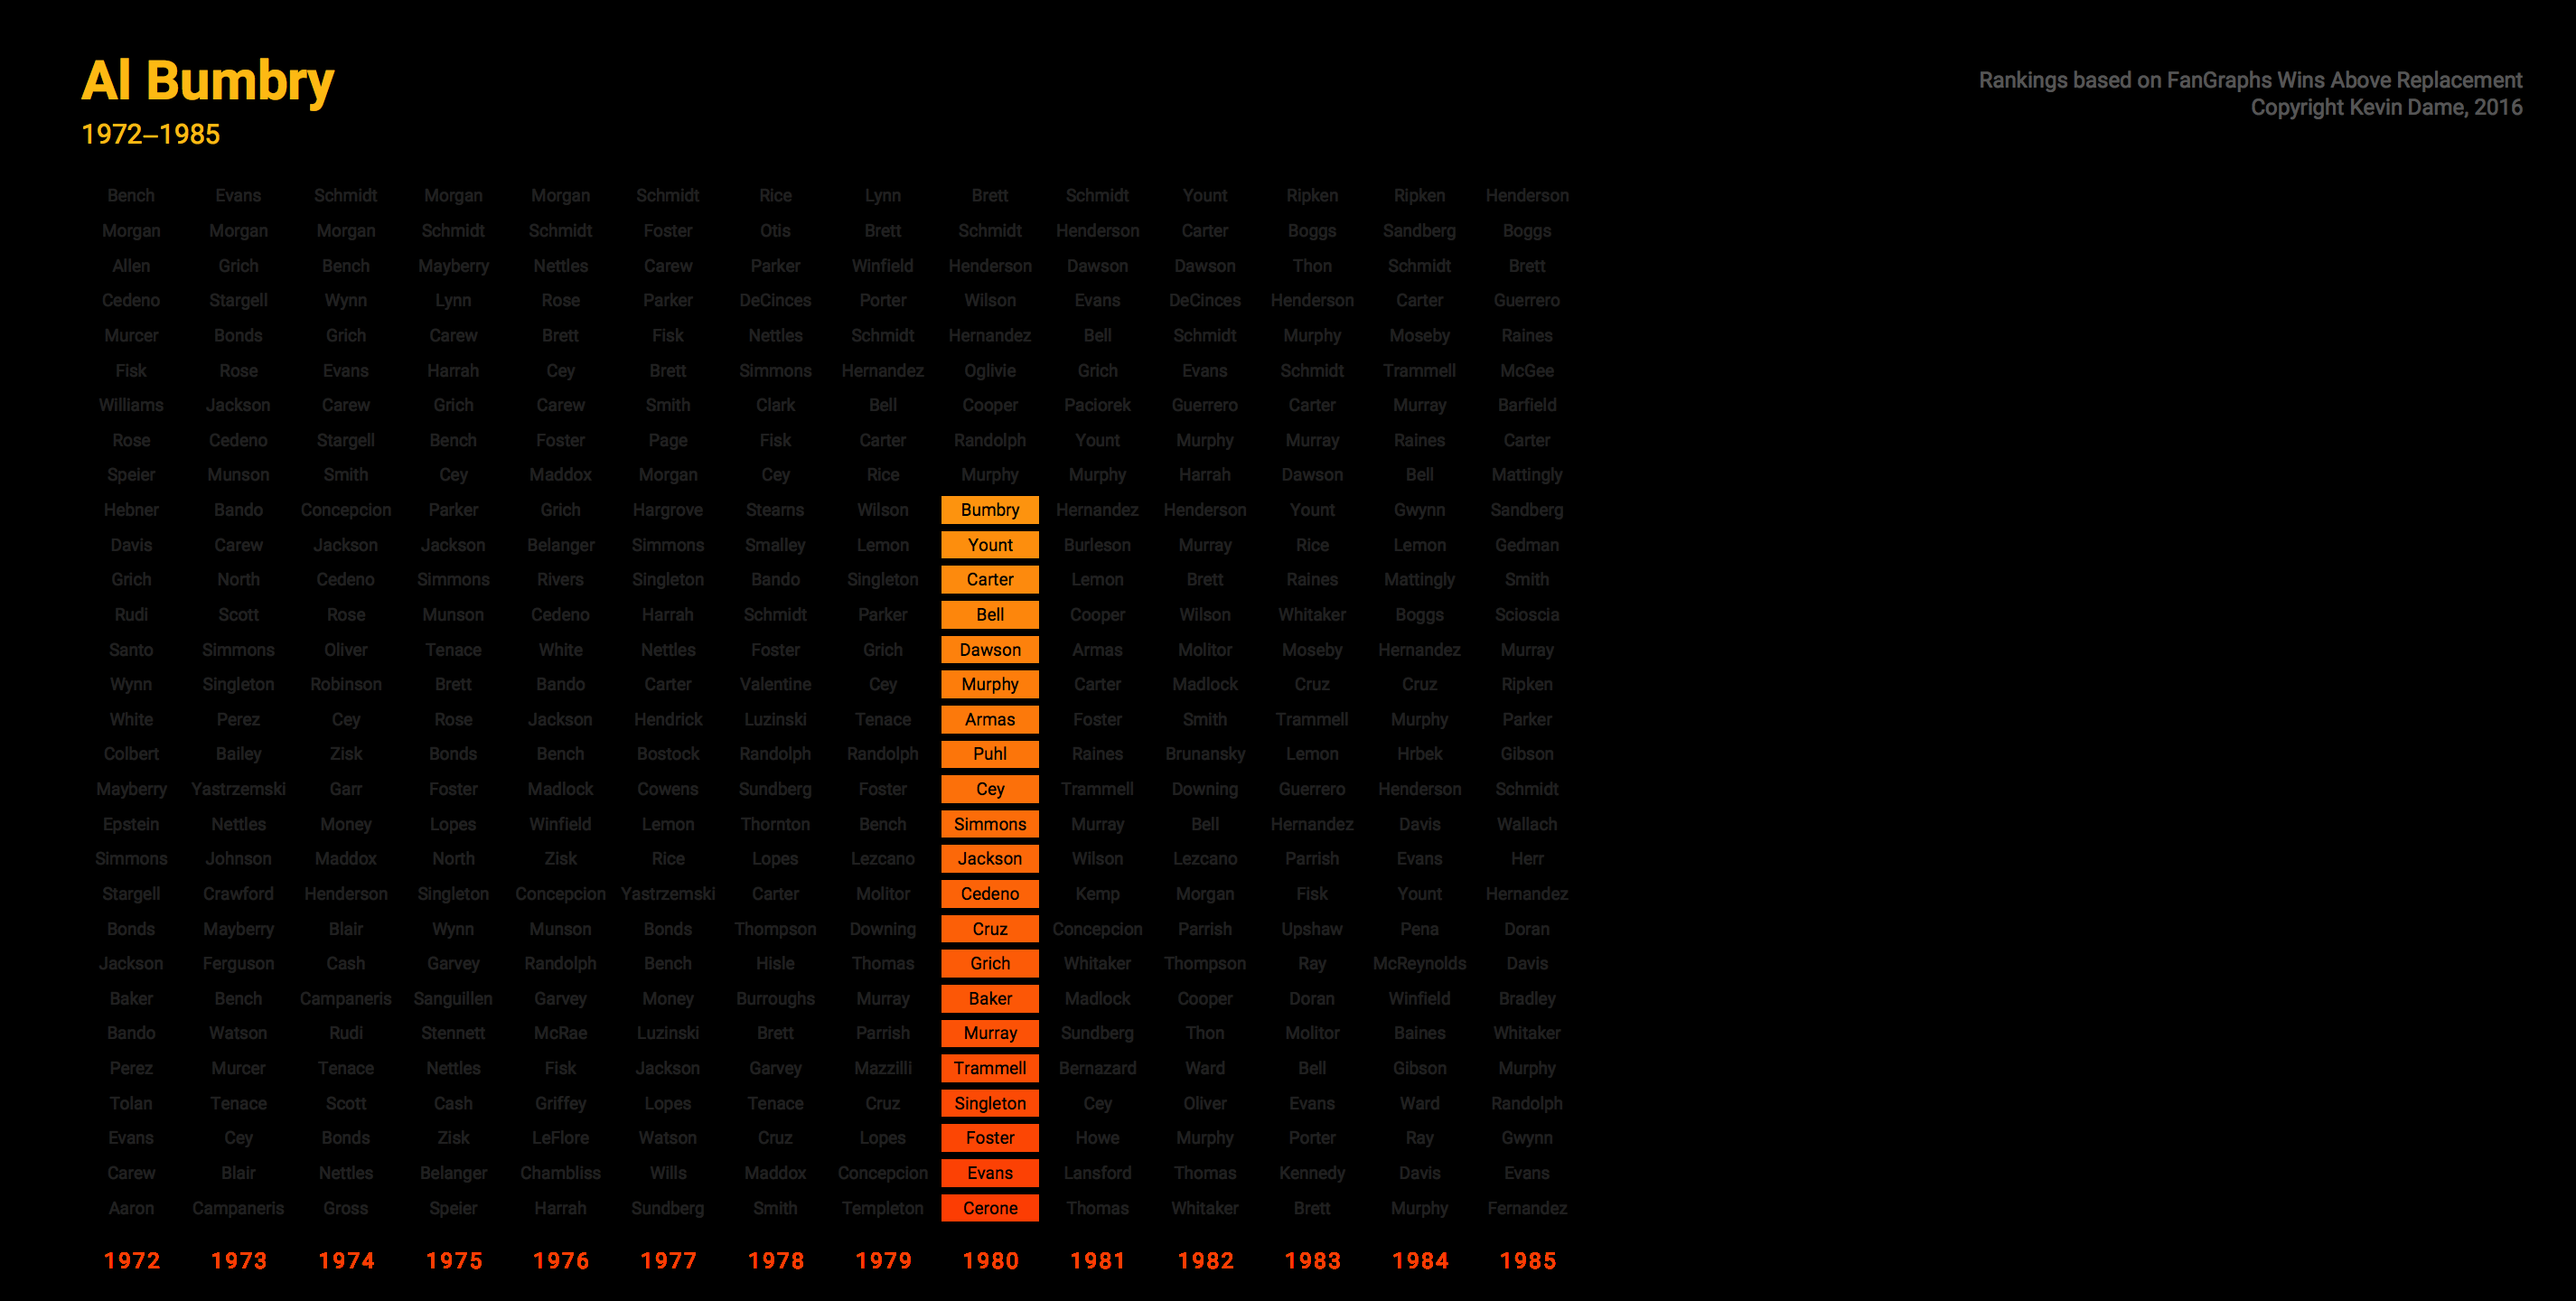 Al Bumbry
1972–1985
Rankings based on FanGraphs Wins Above Replacement
Copyright Kevin Dame, 2016
Bench Evans Schmidt Morgan Morgan Schmidt Rice Lynn Brett Schmidt Yount Ripken Ripken Henderson
Morgan Morgan Morgan Schmidt Schmidt Foster Otis Brett Schmidt Henderson Carter Boggs Sandberg Boggs
Allen Grich Bench Mayberry Nettles Carew Parker Winfield Henderson Dawson Dawson Thon Schmidt Brett
Cedeno Stargell Wynn Lynn Rose Parker DeCinces Porter Wilson Evans DeCinces Henderson Carter Guerrero
Murcer Bonds Grich Carew Brett Fisk Nettles Schmidt Hernandez Bell Schmidt Murphy Moseby Raines
Fisk Rose Evans Harrah Cey Brett Simmons Hernandez Oglivie Grich Evans Schmidt Trammell McGee
Williams Jackson Carew Grich Carew Smith Clark Bell Cooper Paciorek Guerrero Carter Murray Barfield
Rose Cedeno Stargell Bench Foster Page Fisk Carter Randolph Yount Murphy Murray Raines Carter
Speier Munson Smith Cey Maddox Morgan Cey Rice Murphy Murphy Harrah Dawson Bell Mattingly
Hebner Bando Concepcion Parker Grich Hargrove Stearns Wilson Bumbry Hernandez Henderson Yount Gwynn Sandberg
Davis Carew Jackson Jackson Belanger Simmons Smalley Lemon Yount Burleson Murray Rice Lemon Gedman
Grich North Cedeno Simmons Rivers Singleton Bando Singleton Carter Lemon Brett Raines Mattingly Smith
Rudi Scott Rose Munson Cedeno Harrah Schmidt Parker Bell Cooper Wilson Whitaker Boggs Scioscia
Santo Simmons Oliver Tenace White Nettles Foster Grich Dawson Armas Molitor Moseby Hernandez Murray
Wynn Singleton Robinson Brett Bando Carter Valentine Cey Murphy Carter Madlock Cruz Cruz Ripken
White Perez Cey Rose Jackson Hendrick Luzinski Tenace Armas Foster Smith Trammell Murphy Parker
Colbert Bailey Zisk Bonds Bench Bostock Randolph Randolph Puhl Raines Brunansky Lemon Hrbek Gibson
Mayberry Yastrzemski Garr Foster Madlock Cowens Sundberg Foster Cey Trammell Downing Guerrero Henderson Schmidt
Epstein Nettles Money Lopes Winfield Lemon Thornton Bench Simmons Murray Bell Hernandez Davis Wallach
Simmons Johnson Maddox North Zisk Rice Lopes Lezcano Jackson Wilson Lezcano Parrish Evans Herr
Stargell Crawford Henderson Singleton Concepcion Yastrzemski Carter Molitor Cedeno Kemp Morgan Fisk Yount Hernandez
Bonds Mayberry Blair Wynn Munson Bonds Thompson Downing Cruz Concepcion Parrish Upshaw Pena Doran
Jackson Ferguson Cash Garvey Randolph Bench Hisle Thomas Grich Whitaker Thompson Ray McReynolds Davis
Baker Bench Campaneris Sanguillen Garvey Money Burroughs Murray Baker Madlock Cooper Doran Winfield Bradley
Bando Watson Rudi Stennett McRae Luzinski Brett Parrish Murray Sundberg Thon Molitor Baines Whitaker
Perez Murcer Tenace Nettles Fisk Jackson Garvey Mazzilli Trammell Bernazard Ward Bell Gibson Murphy
Tolan Tenace Scott Cash Griffey Lopes Tenace Cruz Singleton Cey Oliver Evans Ward Randolph
Evans Cey Bonds Zisk LeFlore Watson Cruz Lopes Foster Howe Murphy Porter Ray Gwynn
Carew Blair Nettles Belanger Chambliss Wills Maddox Concepcion Evans Lansford Thomas Kennedy Davis Evans
Aaron Campaneris Gross Speier Harrah Sundberg Smith Templeton Cerone Thomas Whitaker Brett Murphy Fernandez
1972 1973 1974 1975 1976 1977 1978 1979 1980 1981 1982 1983 1984 1985